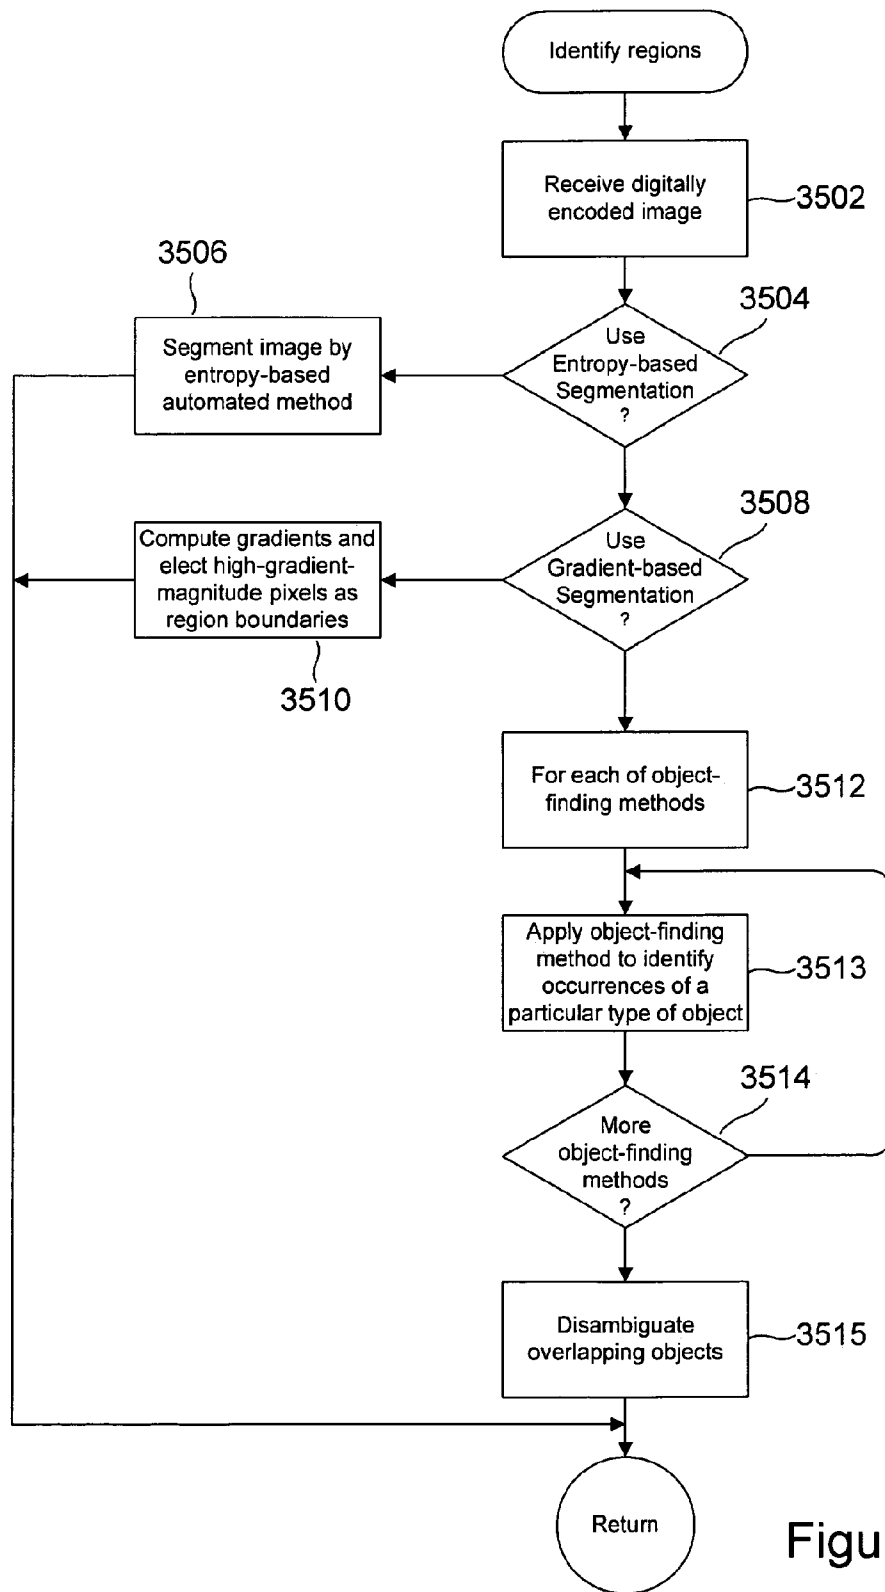 Identify regions
Receive digitally
encoded image
3502
3506
3504
Segment image by
entropy-based
automated method
Use
Entropy-based
Segmentation
?
3508
Compute gradients and
elect high-gradient-
magnitude pixels as
region boundaries
Use
Gradient-based
Segmentation
?
3510
For each of object-
finding methods
3512
Apply object-finding
method to identify
occurrences of a
particular type of object
3513
3514
More
object-finding
methods
?
Disambiguate
overlapping objects
3515
Return
Figu